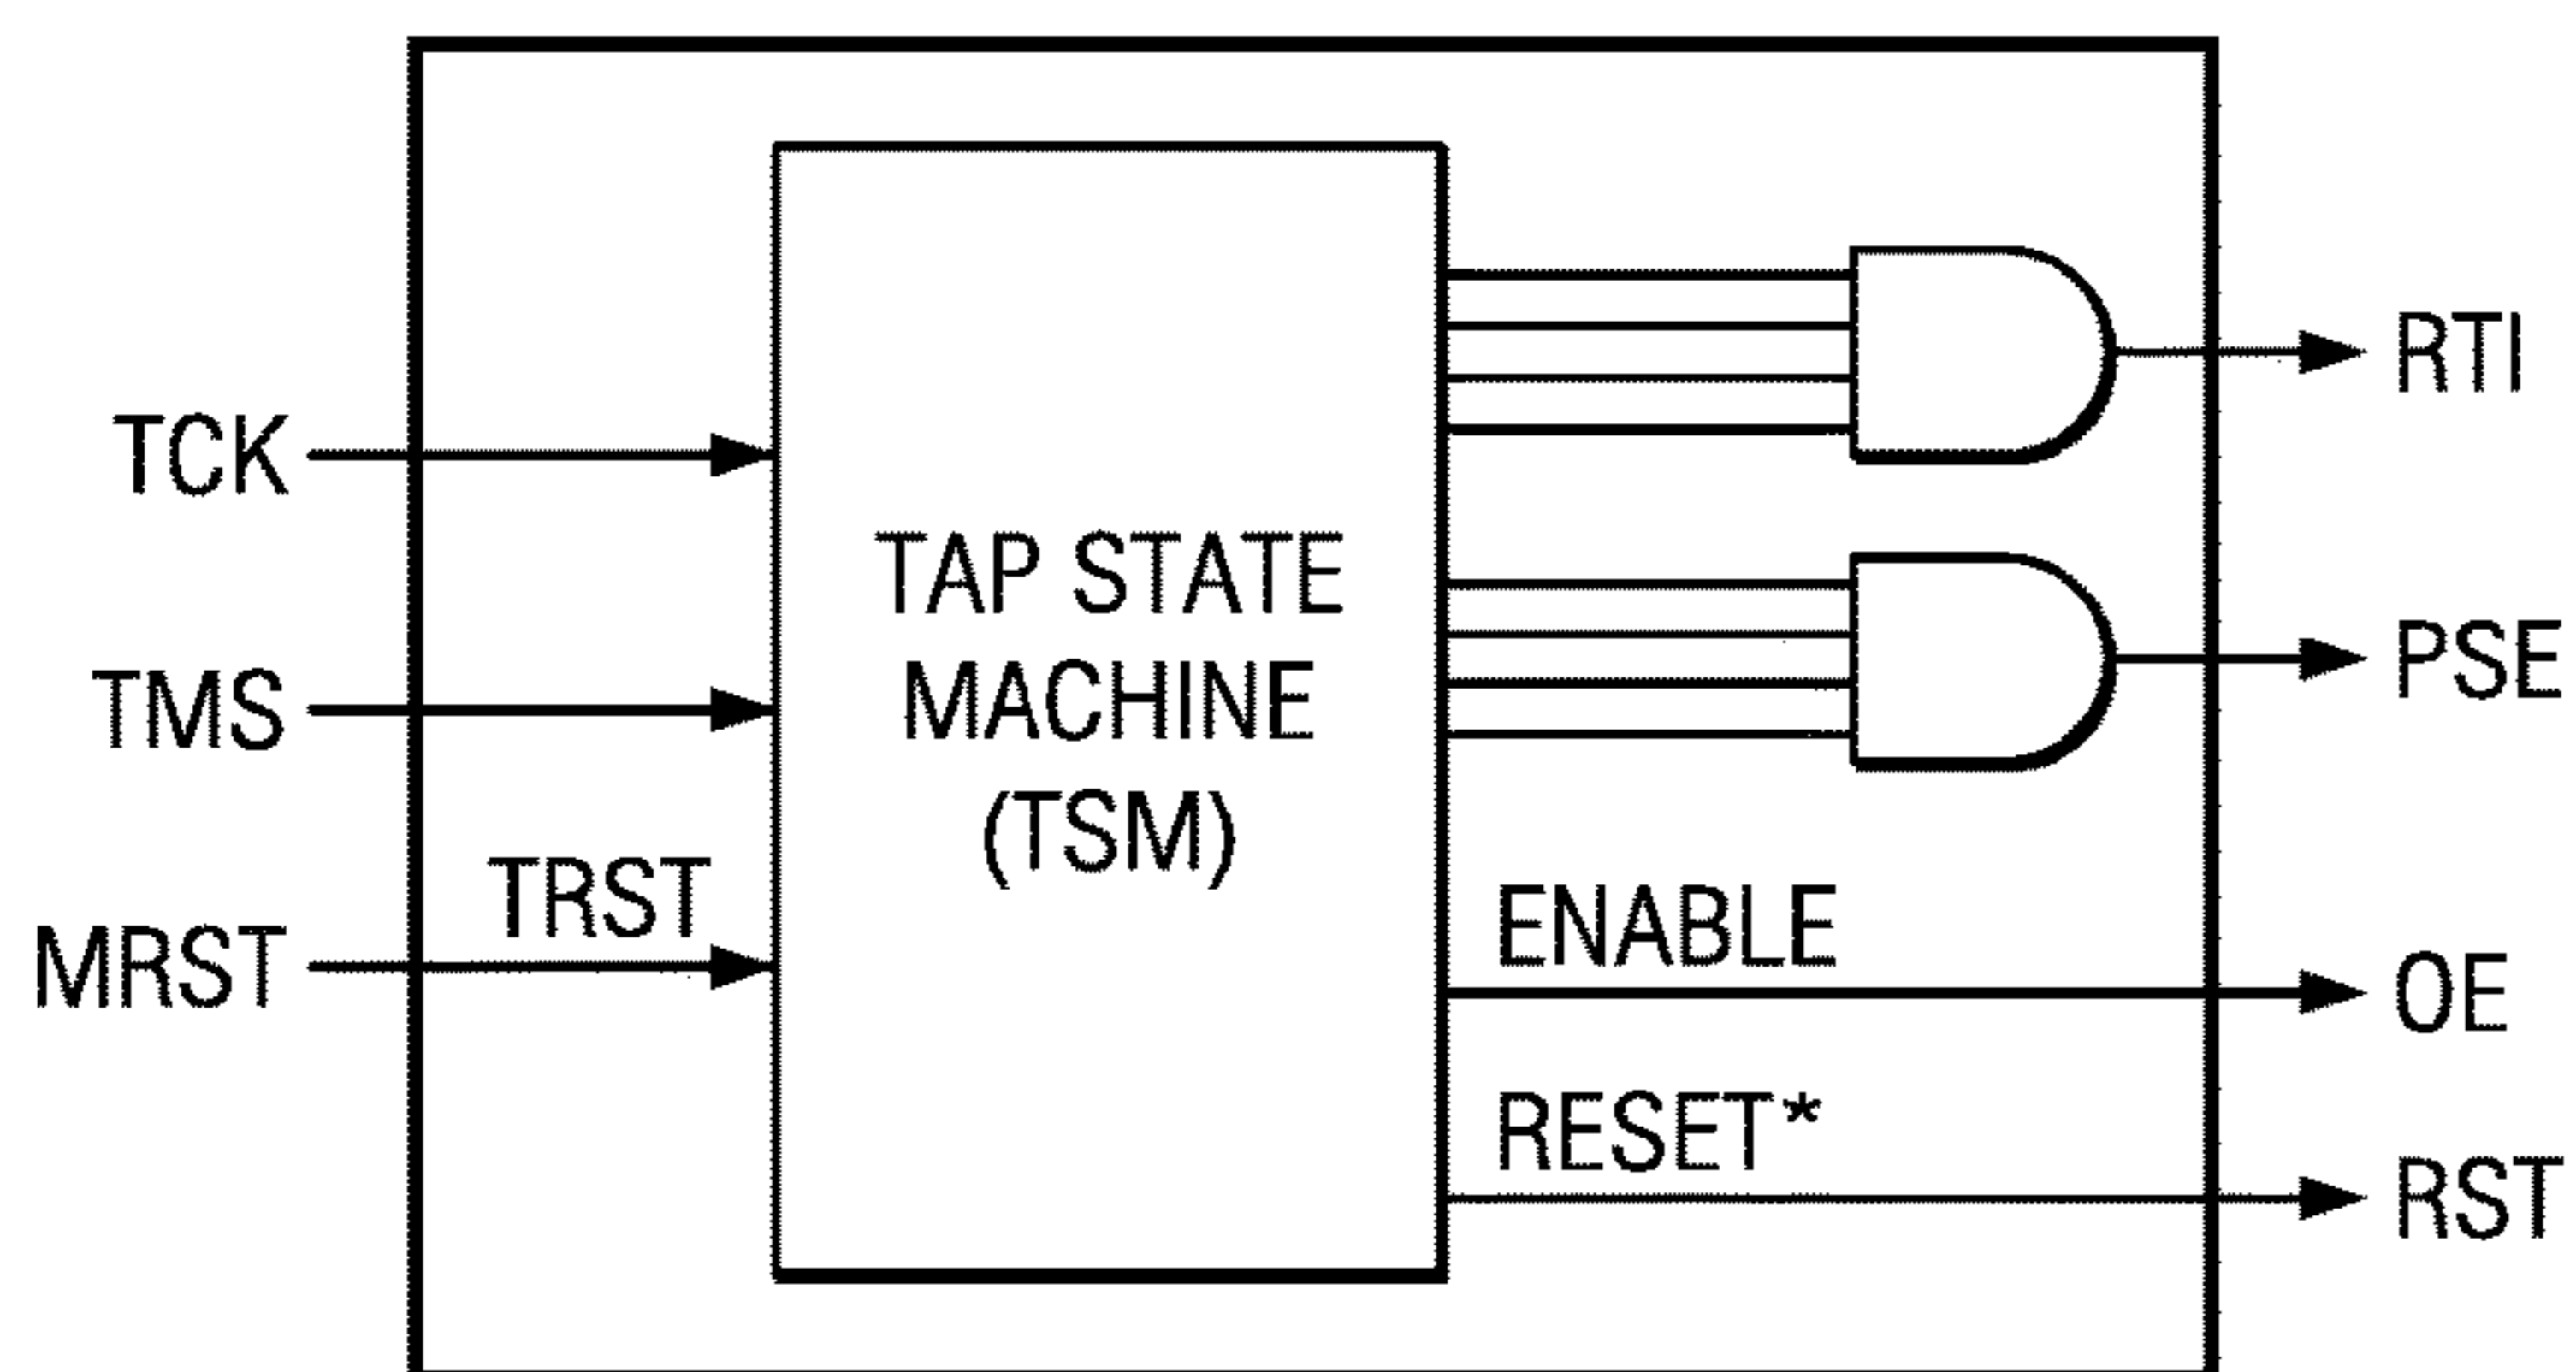 TCK
TMS
MRST
TRST
TAP STATE
MACHINE
(TSM)
ENABLE
RESET*
RTI
PSE
OE
RST